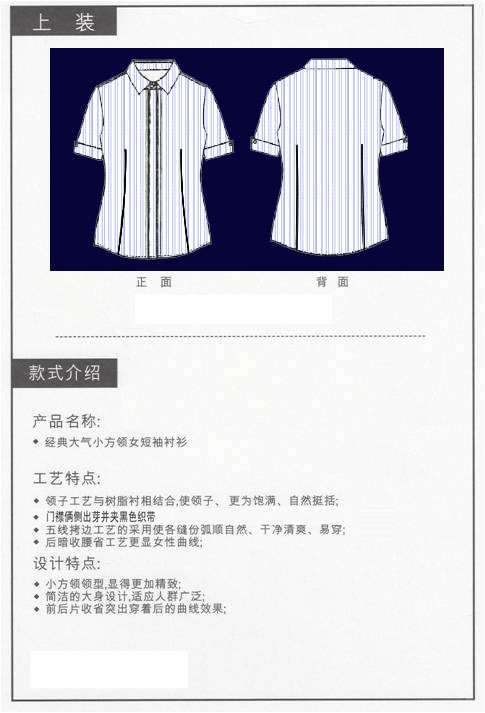 上 装
正 面
背 面
款式介绍
产品名称:
◆ 经典大气小方领女短袖衬衫
工艺特点:
◆ 领子工艺与树脂衬相结合,使领子、更为饱满、自然挺括;
◆ 门襟俩侧出芽并夹黑色织带
◆ 五线拷边工艺的采用使各缝份弧顺自然、干净清爽、易穿;
◆ 后暗收腰省工艺更显女性曲线;
设计特点:
◆ 小方领领型,显得更加精致;
◆ 简洁的大身设计,适应人群广泛;
◆ 前后片收省突出穿着后的曲线效果;